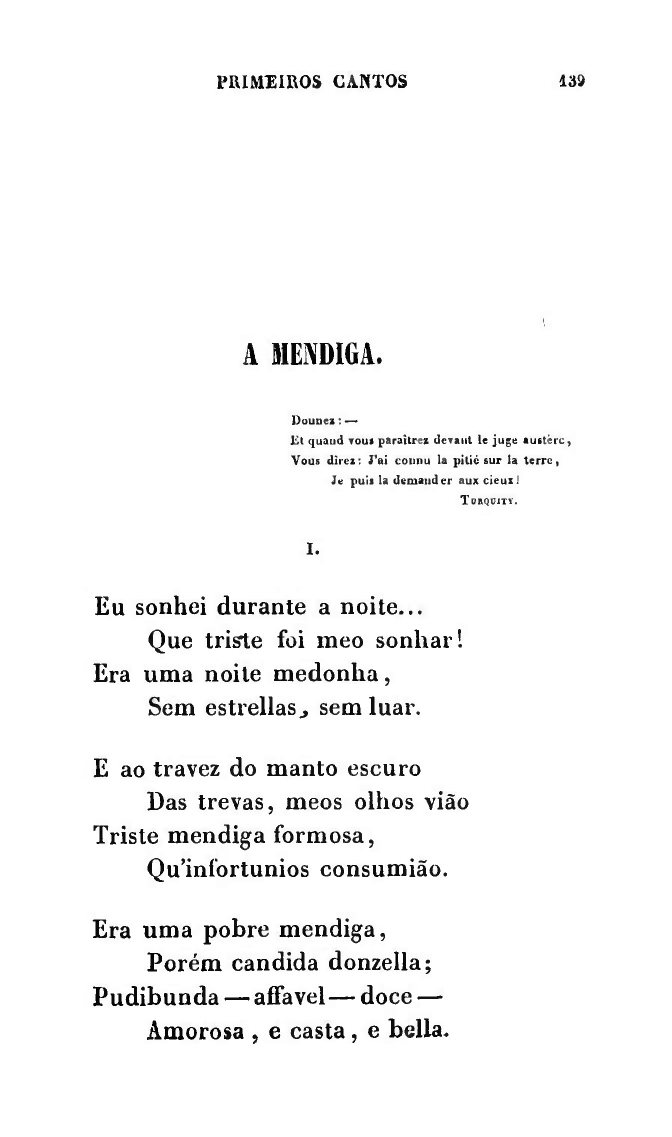 PRIMEIROS CANTOS 139
A MENDIGA.
Donnez : —
Et quand vous paraîtrez devant le juge austère,
Vous direz : J'ai connu la pitié sur la terre,
Je puis la demander aux cieux !
TURQUITY.
I.
Eu sonhei durante a noite...
Que triste foi meo sonhar!
Era uma noite medonha,
Sem estrellas, sem luar.
E ao travez do manto escuro
Das trevas, meos olhos vião
Triste mendiga formosa,
Qu'infortunios consumião.
Era uma pobre mendiga,
Porém candida donzella;
Pudibunda — affavel — doce —
Amorosa, e casta, e bella.